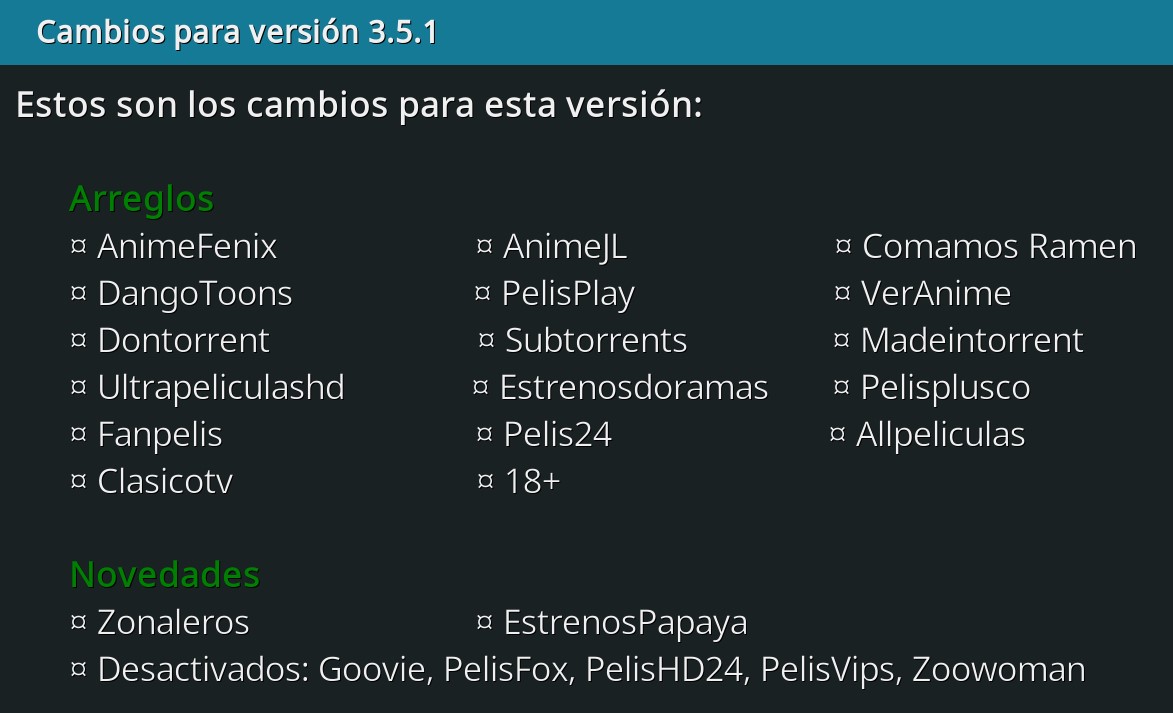 Cambios para versión 3.5.1
Estos son los cambios para esta versión:
Arreglos
¤ AnimeFenix ¤ AnimeJL ¤ Comamos Ramen
¤ DangoToons ¤ PelisPlay ¤ VerAnime
¤ Dontorrent ¤ Subtorrents ¤ Madeintorrent
¤ Ultrapeliculashd ¤ Estrenosdoramas ¤ Pelisplusco
¤ Fanpelis ¤ Pelis24 ¤ Allpeliculas
¤ Clasicotv ¤ 18+
Novedades
¤ Zonaleros ¤ EstrenosPapaya
¤ Desactivados: Goovie, PelisFox, PelisHD24, PelisVips, Zoowoman